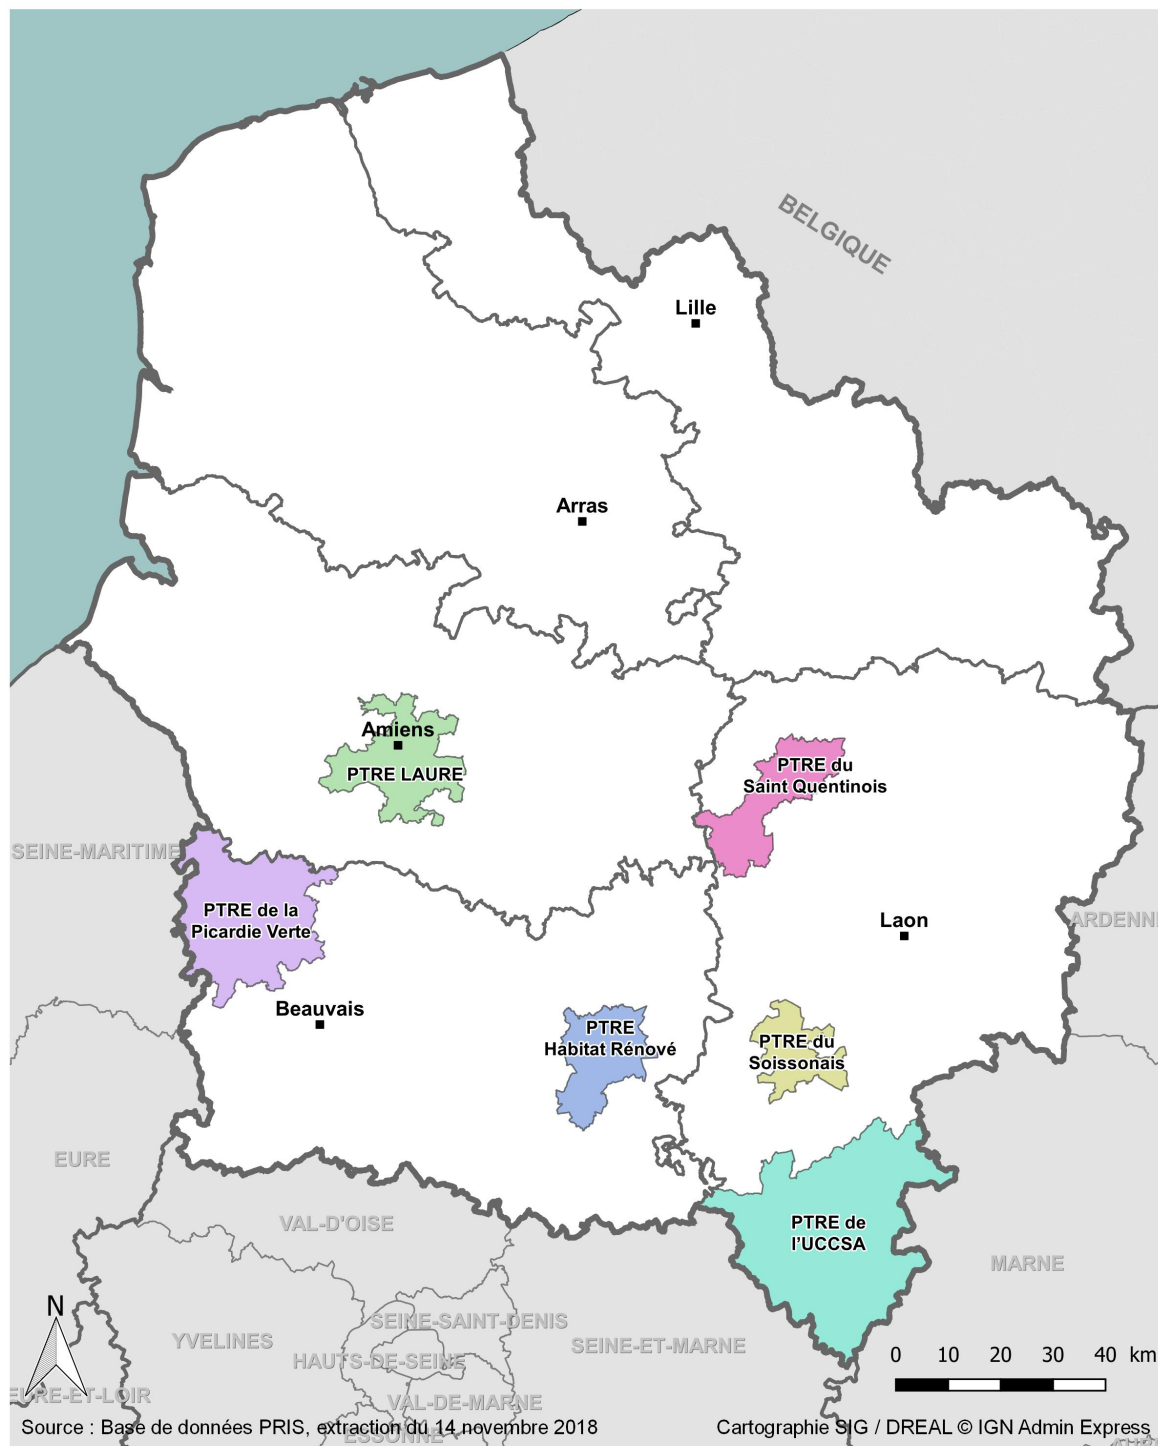 BELGIQUE
Lille
Arras
Amiens
PTRE LAURE
PTRE du
Saint Quentinois
SEINE-MARITIME
PTRE de la
Picardie Verte
Laon
Beauvais
PTRE
Habitat Rénové
PTRE du
Soissonais
EURE
VAL-D'OISE
PTRE de
l'UCCSA
MARNE
N
YVELINES
SEINE-SAINT-DENIS
HAUTS-DE-SEINE
SEINE-ET-MARNE
0 10 20 30 40 km
EURE-ET-LOIR
VAL-DE-MARNE
ESSONNE
ARDENN
Source : Base de données PRIS, extraction du 14 novembre 2018
Cartographie SIG / DREAL © IGN Admin Express